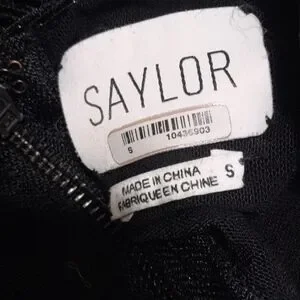 SAYLOR
S 10436903
MADE IN CHINA S
FABRIQUE EN CHINE